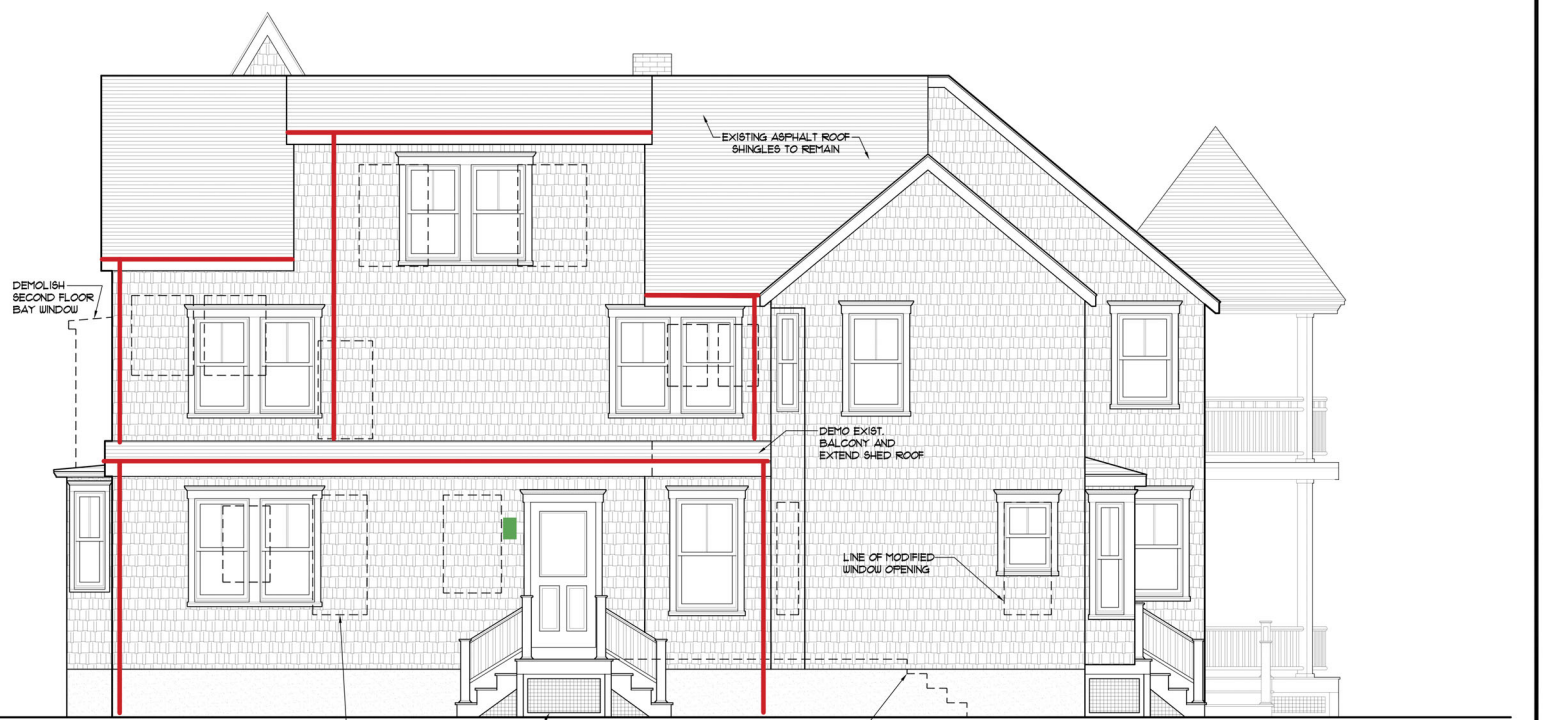 EXISTING ASPHALT ROOF
SHINGLES TO REMAIN
DEMOLISH
SECOND FLOOR
BAY WINDOW
DEMO EXIST.
BALCONY AND
EXTEND SHED ROOF
LINE OF MODIFIED
WINDOW OPENING